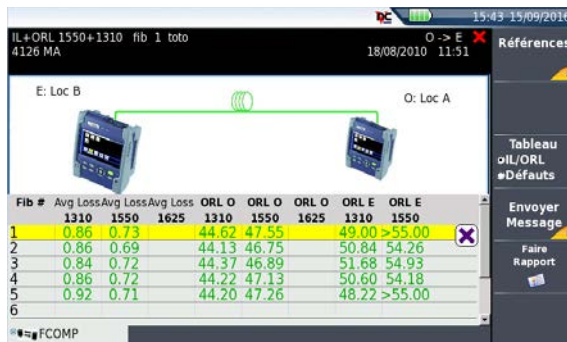 15:43 15/09/2016
IL+ORL 1550+1310 fib 1 toto O -> E
4126 MA 18/08/2010 11:51
Références
E: Loc B
O: Loc A
Tableau
IL/ORL
Défauts
Envoyer
Message
Faire
Rapport
Fib # Avg Loss Avg Loss Avg Loss ORL O ORL O ORL O ORL E ORL E
1310 1550 1625 1310 1550 1625 1310 1550
1 0.86 0.73 44.62 47.55 49.00 >55.00
2 0.86 0.69 44.13 46.75 50.84 54.26
3 0.84 0.72 44.37 46.89 51.68 54.93
4 0.86 0.72 44.22 47.13 50.60 54.18
5 0.92 0.71 44.20 47.26 48.22 >55.00
6
FCOMP